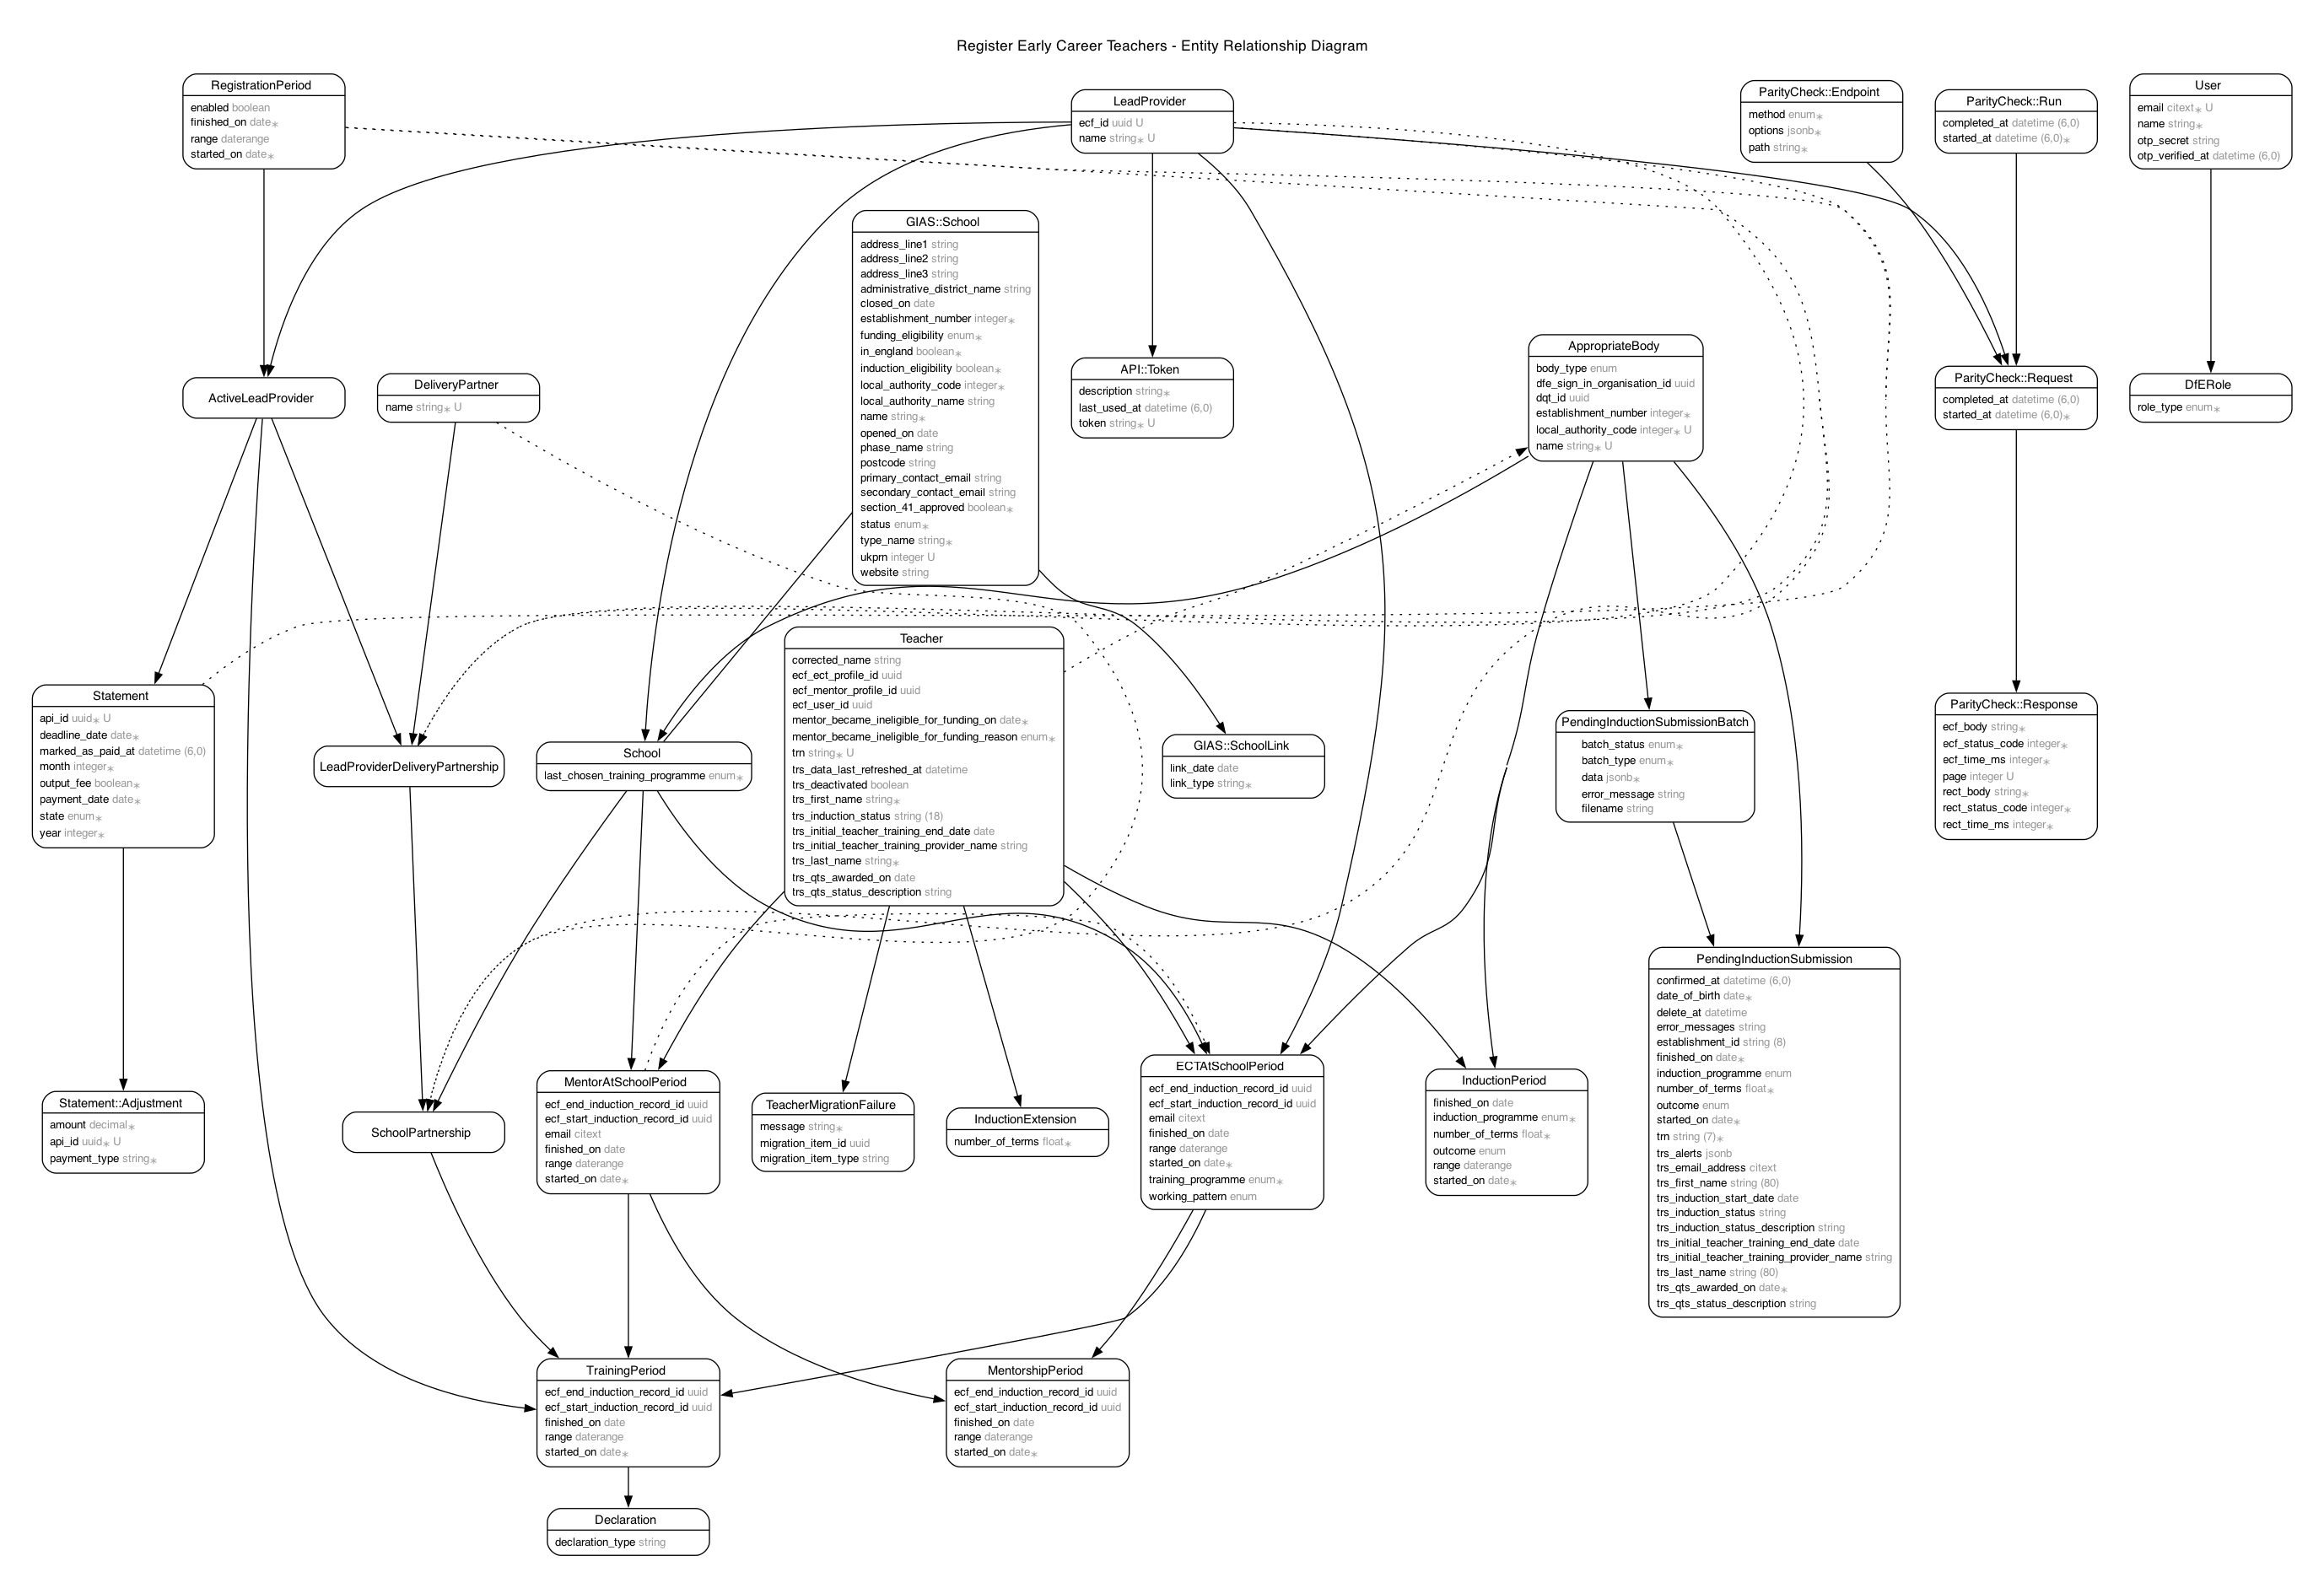 Register Early Career Teachers - Entity Relationship Diagram
RegistrationPeriod
enabled boolean
finished_on date∗
range daterange
started_on date∗
LeadProvider
ecf_id uuid U
name string∗ U
ParityCheck::Endpoint
method enum∗
options jsonb∗
path string∗
ParityCheck::Run
completed_at datetime (6,0)
started_at datetime (6,0)∗
User
email citext∗ U
name string∗
otp_secret string
otp_verified_at datetime (6,0)
GIAS::School
address_line1 string
address_line2 string
address_line3 string
administrative_district_name string
closed_on date
establishment_number integer∗
funding_eligibility enum∗
in_england boolean∗
induction_eligibility boolean∗
local_authority_code integer∗
local_authority_name string
name string∗
opened_on date
phase_name string
postcode string
primary_contact_email string
secondary_contact_email string
section_41_approved boolean∗
status enum∗
type_name string∗
ukprn integer U
website string
ActiveLeadProvider
DeliveryPartner
name string∗ U
API::Token
description string∗
last_used_at datetime (6,0)
token string∗ U
AppropriateBody
body_type enum
dfe_sign_in_organisation_id uuid
dqt_id uuid
establishment_number integer∗
local_authority_code integer∗ U
name string∗ U
ParityCheck::Request
completed_at datetime (6,0)
started_at datetime (6,0)∗
DfERole
role_type enum∗
Statement
api_id uuid∗ U
deadline_date date∗
marked_as_paid_at datetime (6,0)
month integer∗
output_fee boolean∗
payment_date date∗
state enum∗
year integer∗
LeadProviderDeliveryPartnership
School
last_chosen_training_programme enum∗
Teacher
corrected_name string
ecf_ect_profile_id uuid
ecf_mentor_profile_id uuid
ecf_user_id uuid
mentor_became_ineligible_for_funding_on date∗
mentor_became_ineligible_for_funding_reason enum∗
trn string∗ U
trs_data_last_refreshed_at datetime
trs_deactivated boolean
trs_first_name string∗
trs_induction_status string (18)
trs_initial_teacher_training_end_date date
trs_initial_teacher_training_provider_name string
trs_last_name string∗
trs_qts_awarded_on date
trs_qts_status_description string
GIAS::SchoolLink
link_date date
link_type string∗
PendingInductionSubmissionBatch
batch_status enum∗
batch_type enum∗
data jsonb∗
error_message string
filename string
ParityCheck::Response
ecf_body string∗
ecf_status_code integer∗
ecf_time_ms integer∗
page integer U
rect_body string∗
rect_status_code integer∗
rect_time_ms integer∗
Statement::Adjustment
amount decimal∗
api_id uuid∗ U
payment_type string∗
SchoolPartnership
MentorAtSchoolPeriod
ecf_end_induction_record_id uuid
ecf_start_induction_record_id uuid
email citext
finished_on date
range daterange
started_on date∗
TeacherMigrationFailure
message string∗
migration_item_id uuid
migration_item_type string
InductionExtension
number_of_terms float∗
ECTAtSchoolPeriod
ecf_end_induction_record_id uuid
ecf_start_induction_record_id uuid
email citext
finished_on date
range daterange
started_on date∗
training_programme enum∗
working_pattern enum
InductionPeriod
finished_on date
induction_programme enum∗
number_of_terms float∗
outcome enum
range daterange
started_on date∗
PendingInductionSubmission
confirmed_at datetime (6,0)
date_of_birth date∗
delete_at datetime
error_messages string
establishment_id string (8)
finished_on date∗
induction_programme enum
number_of_terms float∗
outcome enum
started_on date∗
trn string (7)∗
trs_alerts jsonb
trs_email_address citext
trs_first_name string (80)
trs_induction_start_date date
trs_induction_status string
trs_induction_status_description string
trs_initial_teacher_training_end_date date
trs_initial_teacher_training_provider_name string
trs_last_name string (80)
trs_qts_awarded_on date∗
trs_qts_status_description string
TrainingPeriod
ecf_end_induction_record_id uuid
ecf_start_induction_record_id uuid
finished_on date
range daterange
started_on date∗
MentorshipPeriod
ecf_end_induction_record_id uuid
ecf_start_induction_record_id uuid
finished_on date
range daterange
started_on date∗
Declaration
declaration_type string